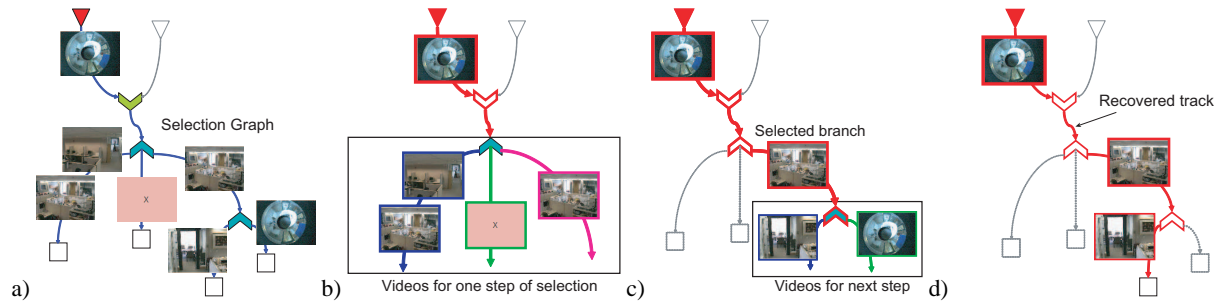 Selection Graph
x
a)
x
Videos for one step of selection
b)
Selected branch
Videos for next step
c)
Recovered track
d)